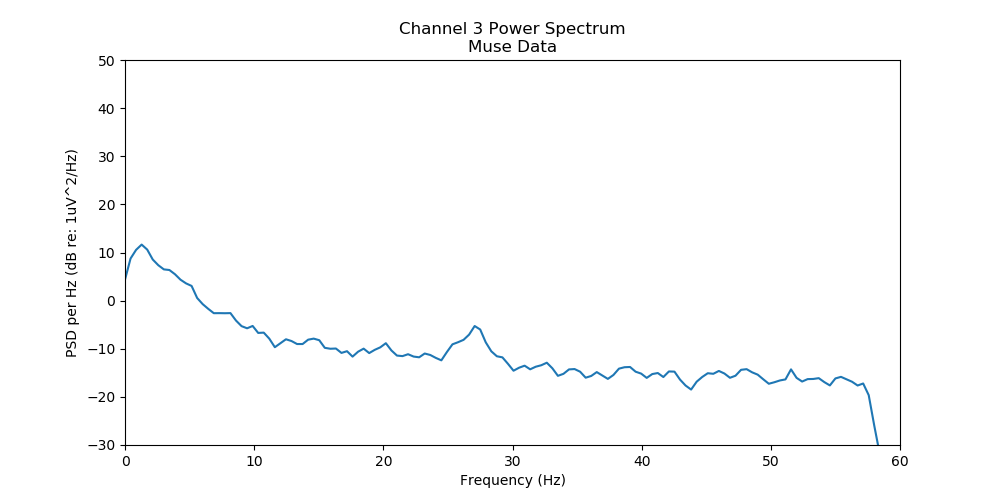 Channel 3 Power Spectrum
Muse Data
PSD per Hz (dB re: 1uV^2/Hz)
50
40
30
20
10
0
−10
−20
−30
0 10 20 30 40 50 60
Frequency (Hz)